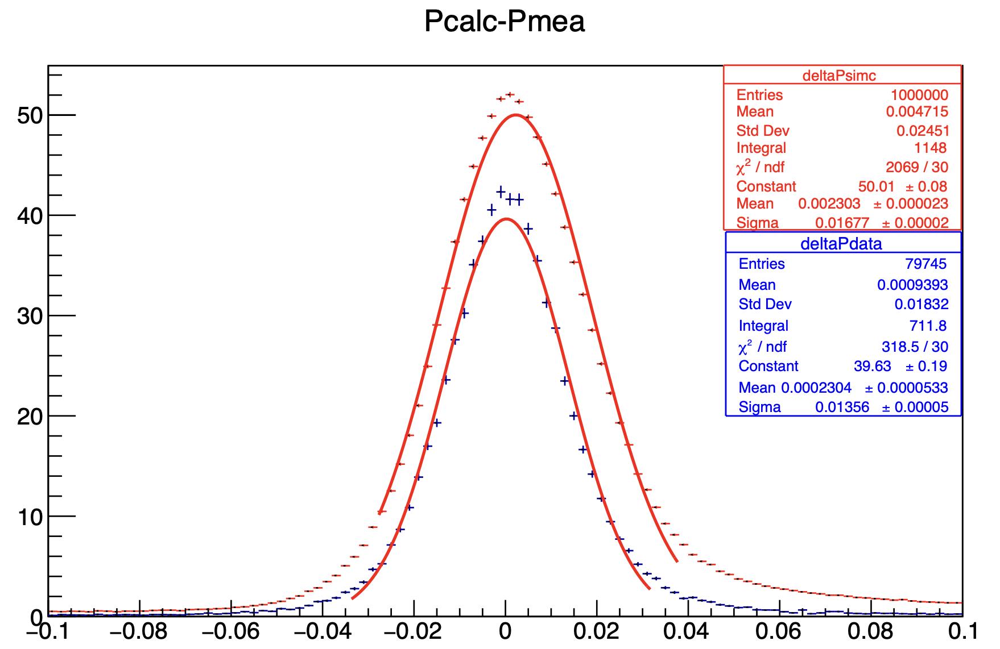 Pcalc-Pmea
deltaPsimc
Entries 1000000
Mean 0.004715
Std Dev 0.02451
Integral 1148
χ² / ndf 2069 / 30
Constant 50.01 ± 0.08
Mean 0.002303 ± 0.000023
Sigma 0.01677 ± 0.00002
deltaPdata
Entries 79745
Mean 0.0009393
Std Dev 0.01832
Integral 711.8
χ² / ndf 318.5 / 30
Constant 39.63 ± 0.19
Mean 0.0002304 ± 0.0000533
Sigma 0.01356 ± 0.00005
50
40
30
20
10
0
−0.1 −0.08 −0.06 −0.04 −0.02 0 0.02 0.04 0.06 0.08 0.1